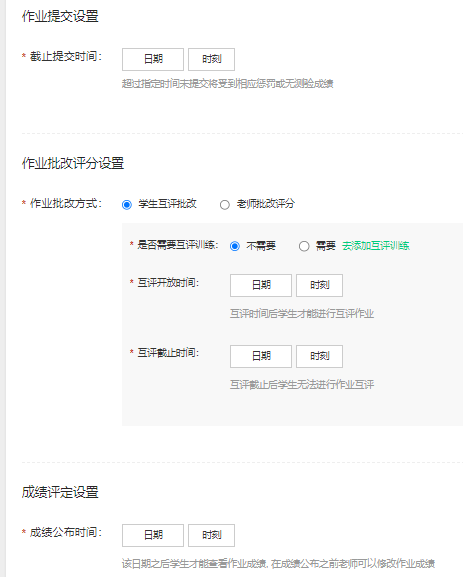 作业提交设置
* 截止提交时间： 日期 时刻
超过指定时间未提交将受到相应惩罚或无测验成绩
作业批改评分设置
* 作业批改方式： 学生互评批改 老师批改评分
* 是否需要互评训练： 不需要 需要 去添加互评训练
* 互评开放时间： 日期 时刻
互评时间后学生才能进行互评作业
* 互评截止时间： 日期 时刻
互评截止后学生无法进行作业互评
成绩评定设置
* 成绩公布时间： 日期 时刻
该日期之后学生才能查看作业成绩, 在成绩公布之前老师可以修改作业成绩